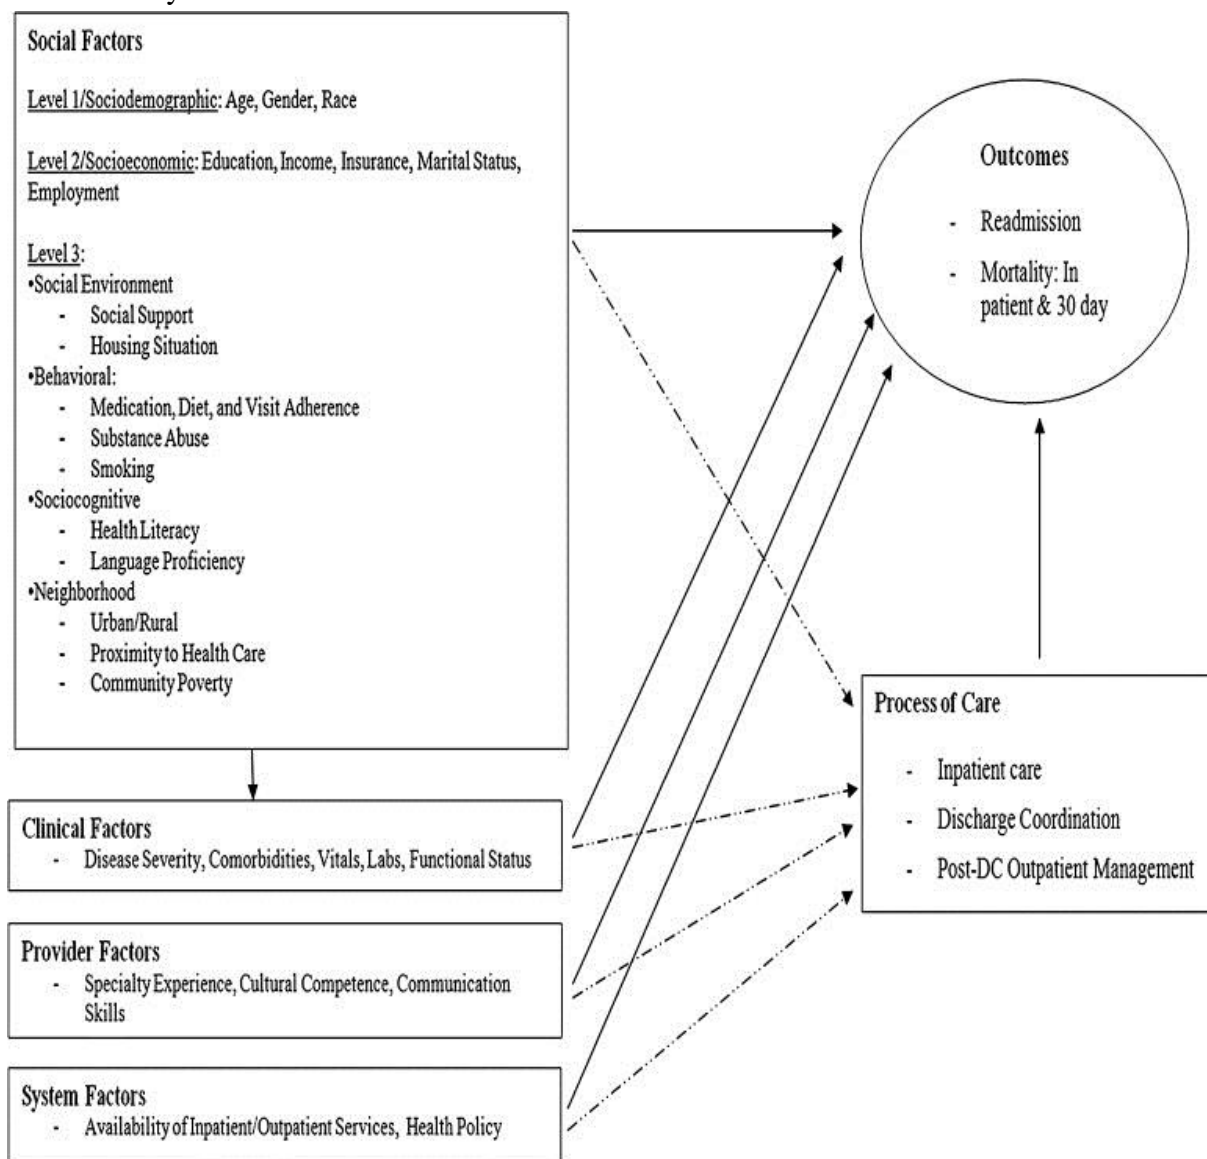 Social Factors
Level 1/Sociodemographic: Age, Gender, Race
Level 2/Socioeconomic: Education, Income, Insurance, Marital Status,
Employment
Level 3:
•Social Environment
- Social Support
- Housing Situation
•Behavioral:
- Medication, Diet, and Visit Adherence
- Substance Abuse
- Smoking
•Sociocognitive
- Health Literacy
- Language Proficiency
•Neighborhood
- Urban/Rural
- Proximity to Health Care
- Community Poverty
Clinical Factors
- Disease Severity, Comorbidities, Vitals, Labs, Functional Status
Provider Factors
- Specialty Experience, Cultural Competence, Communication
Skills
System Factors
- Availability of Inpatient/Outpatient Services, Health Policy
Outcomes
- Readmission
- Mortality: In
patient & 30 day
Process of Care
- Inpatient care
- Discharge Coordination
- Post-DC Outpatient Management